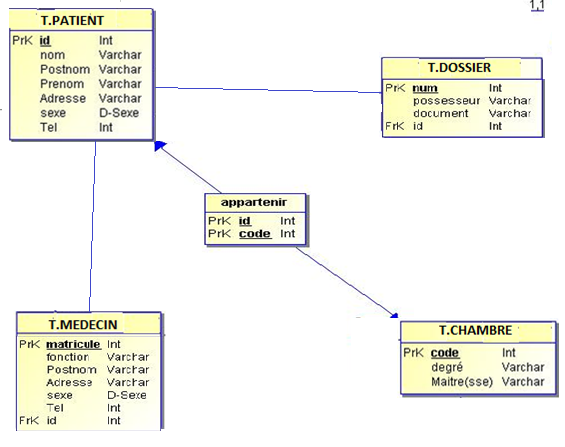 1,1
T.PATIENT
PrK id Int
nom Varchar
Postnom Varchar
Prenom Varchar
Adresse Varchar
sexe D-Sexe
Tel Int
T.DOSSIER
PrK num Int
possesseur Varchar
document Varchar
FrK id Int
appartenir
PrK id Int
PrK code Int
T.MEDECIN
PrK matricule Int
fonction Varchar
Postnom Varchar
Adresse Varchar
sexe D-Sexe
Tel Int
FrK id Int
T.CHAMBRE
PrK code Int
degré Varchar
Maitre(sse) Varchar